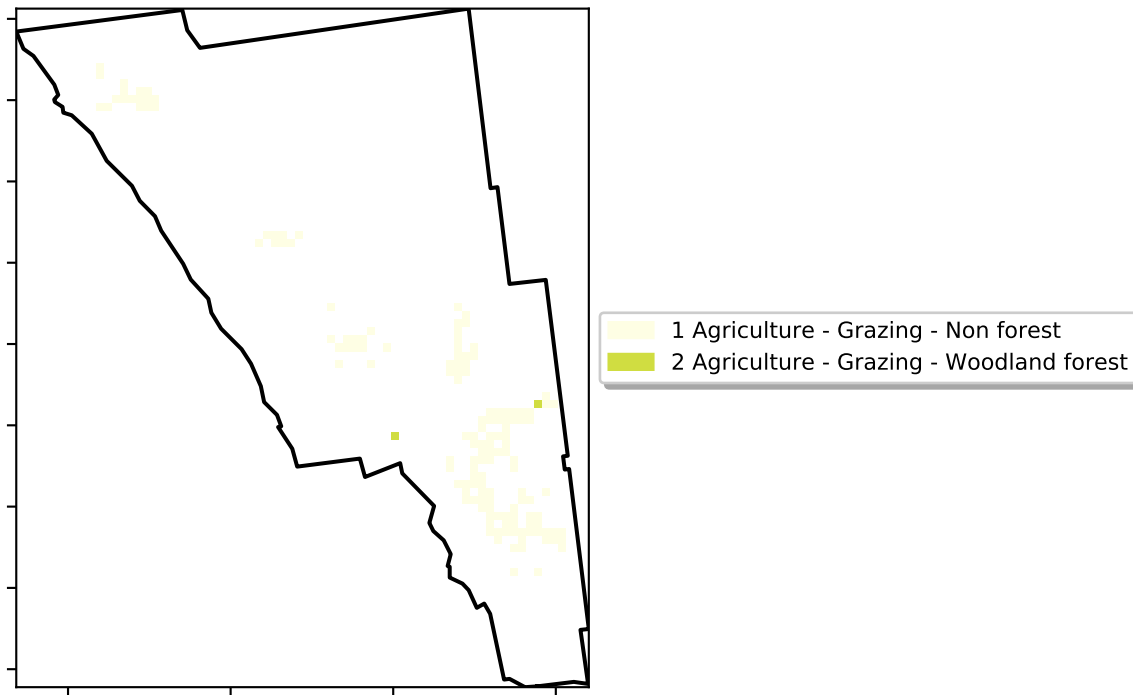 1 Agriculture - Grazing - Non forest
2 Agriculture - Grazing - Woodland forest